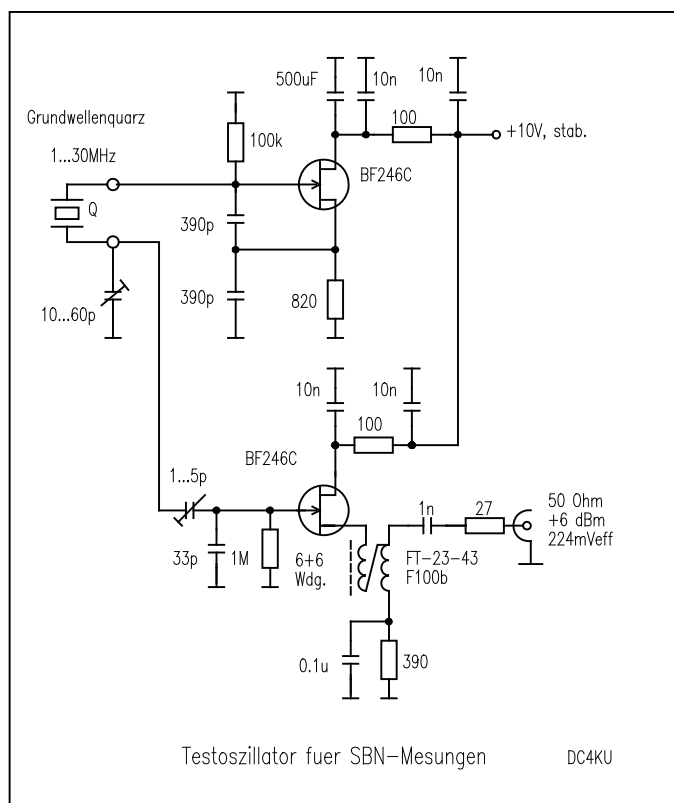 500uF
10n
10n
Grundwellenquarz
100
+10V, stab.
100k
1...30MHz
BF246C
Q
390p
390p
820
10...60p
10n
10n
100
BF246C
1...5p
1n
27
50 Ohm
+6 dBm
224mVeff
33p
1M
6+6
Wdg.
FT-23-43
F100b
0.1u
390
Testoszillator fuer SBN-Mesungen
DC4KU